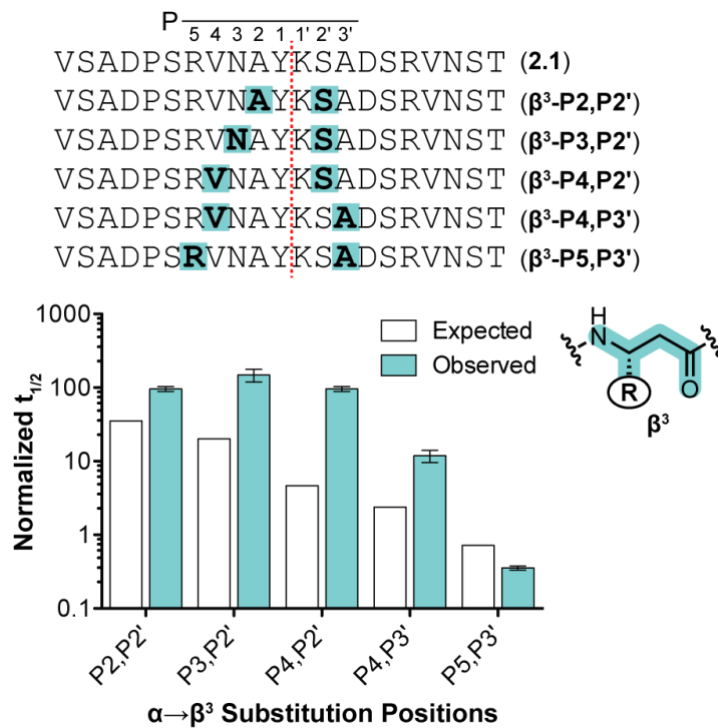 P
5 4 3 2 1 1' 2' 3'
VSADPSRVNAYKSADSRVNST (2.1)
VSADPSRVNAYKSADSRVNST (β³-P2,P2')
VSADPSRVNAYKSADSRVNST (β³-P3,P2')
VSADPSRVNAYKSADSRVNST (β³-P4,P2')
VSADPSRVNAYKSADSRVNST (β³-P4,P3')
VSADPSRVNAYKSADSRVNST (β³-P5,P3')
Normalized t1/2
1000
100
10
1
0.1
Expected
Observed
H
N
R
O
β³
P2,P2'
P3,P2'
P4,P2'
P4,P3'
P5,P3'
α→β³ Substitution Positions